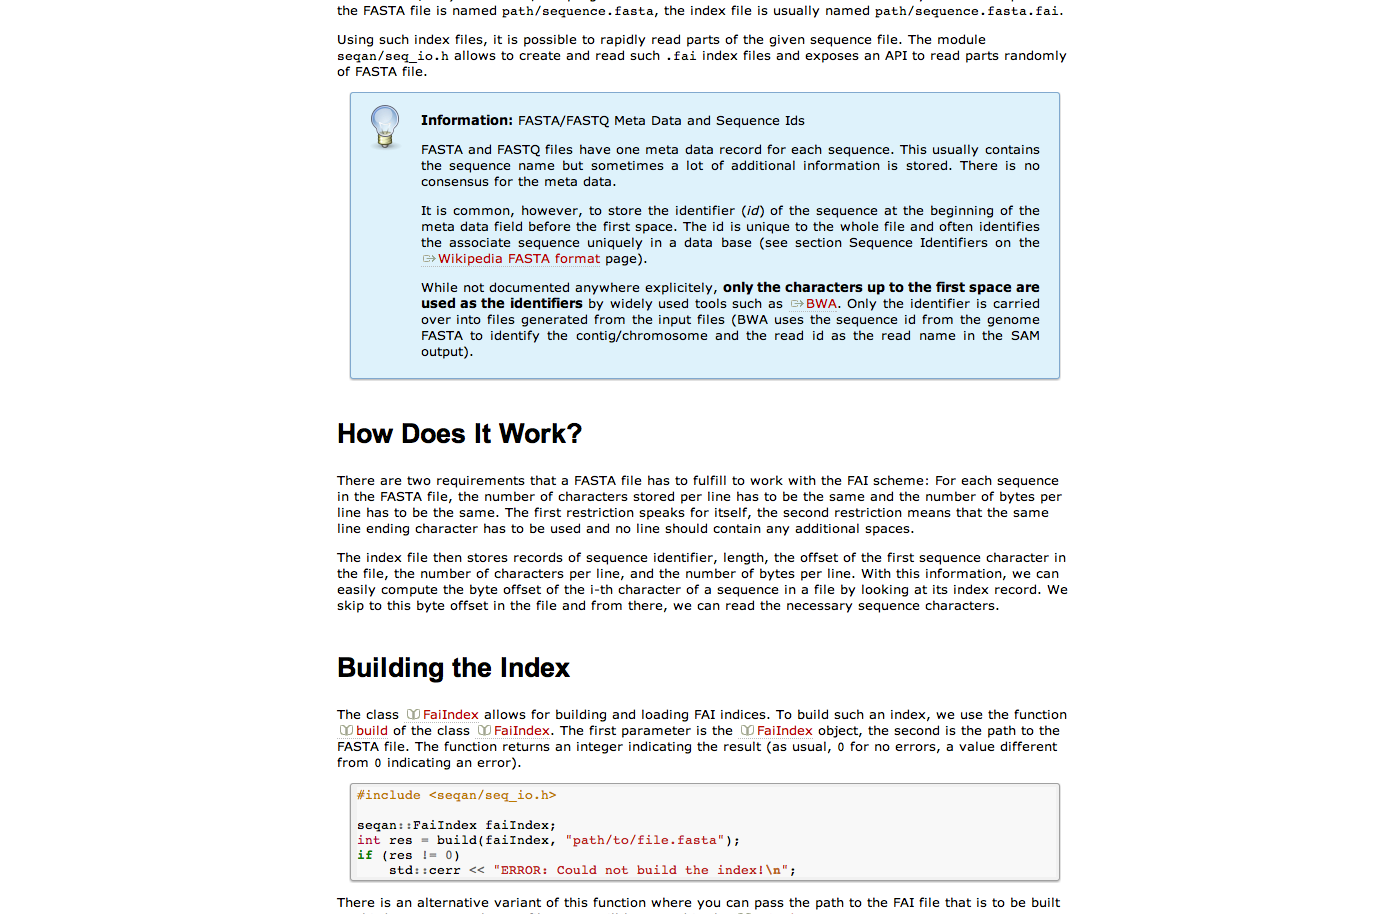 the FASTA file is named path/sequence.fasta, the index file is usually named path/sequence.fasta.fai.
Using such index files, it is possible to rapidly read parts of the given sequence file. The module
seqan/seq_io.h allows to create and read such .fai index files and exposes an API to read parts randomly
of FASTA file.
Information: FASTA/FASTQ Meta Data and Sequence Ids
FASTA and FASTQ files have one meta data record for each sequence. This usually contains
the sequence name but sometimes a lot of additional information is stored. There is no
consensus for the meta data.
It is common, however, to store the identifier (id) of the sequence at the beginning of the
meta data field before the first space. The id is unique to the whole file and often identifies
the associate sequence uniquely in a data base (see section Sequence Identifiers on the
Wikipedia FASTA format page).
While not documented anywhere explicitely, only the characters up to the first space are
used as the identifiers by widely used tools such as BWA. Only the identifier is carried
over into files generated from the input files (BWA uses the sequence id from the genome
FASTA to identify the contig/chromosome and the read id as the read name in the SAM
output).
How Does It Work?
There are two requirements that a FASTA file has to fulfill to work with the FAI scheme: For each sequence
in the FASTA file, the number of characters stored per line has to be the same and the number of bytes per
line has to be the same. The first restriction speaks for itself, the second restriction means that the same
line ending character has to be used and no line should contain any additional spaces.
The index file then stores records of sequence identifier, length, the offset of the first sequence character in
the file, the number of characters per line, and the number of bytes per line. With this information, we can
easily compute the byte offset of the i-th character of a sequence in a file by looking at its index record. We
skip to this byte offset in the file and from there, we can read the necessary sequence characters.
Building the Index
The class FaiIndex allows for building and loading FAI indices. To build such an index, we use the function
build of the class FaiIndex. The first parameter is the FaiIndex object, the second is the path to the
FASTA file. The function returns an integer indicating the result (as usual, 0 for no errors, a value different
from 0 indicating an error).
#include <seqan/seq_io.h>
seqan::FaiIndex faiIndex;
int res = build(faiIndex, "path/to/file.fasta");
if (res != 0)
    std::cerr << "ERROR: Could not build the index!\n";
There is an alternative variant of this function where you can pass the path to the FAI file that is to be built